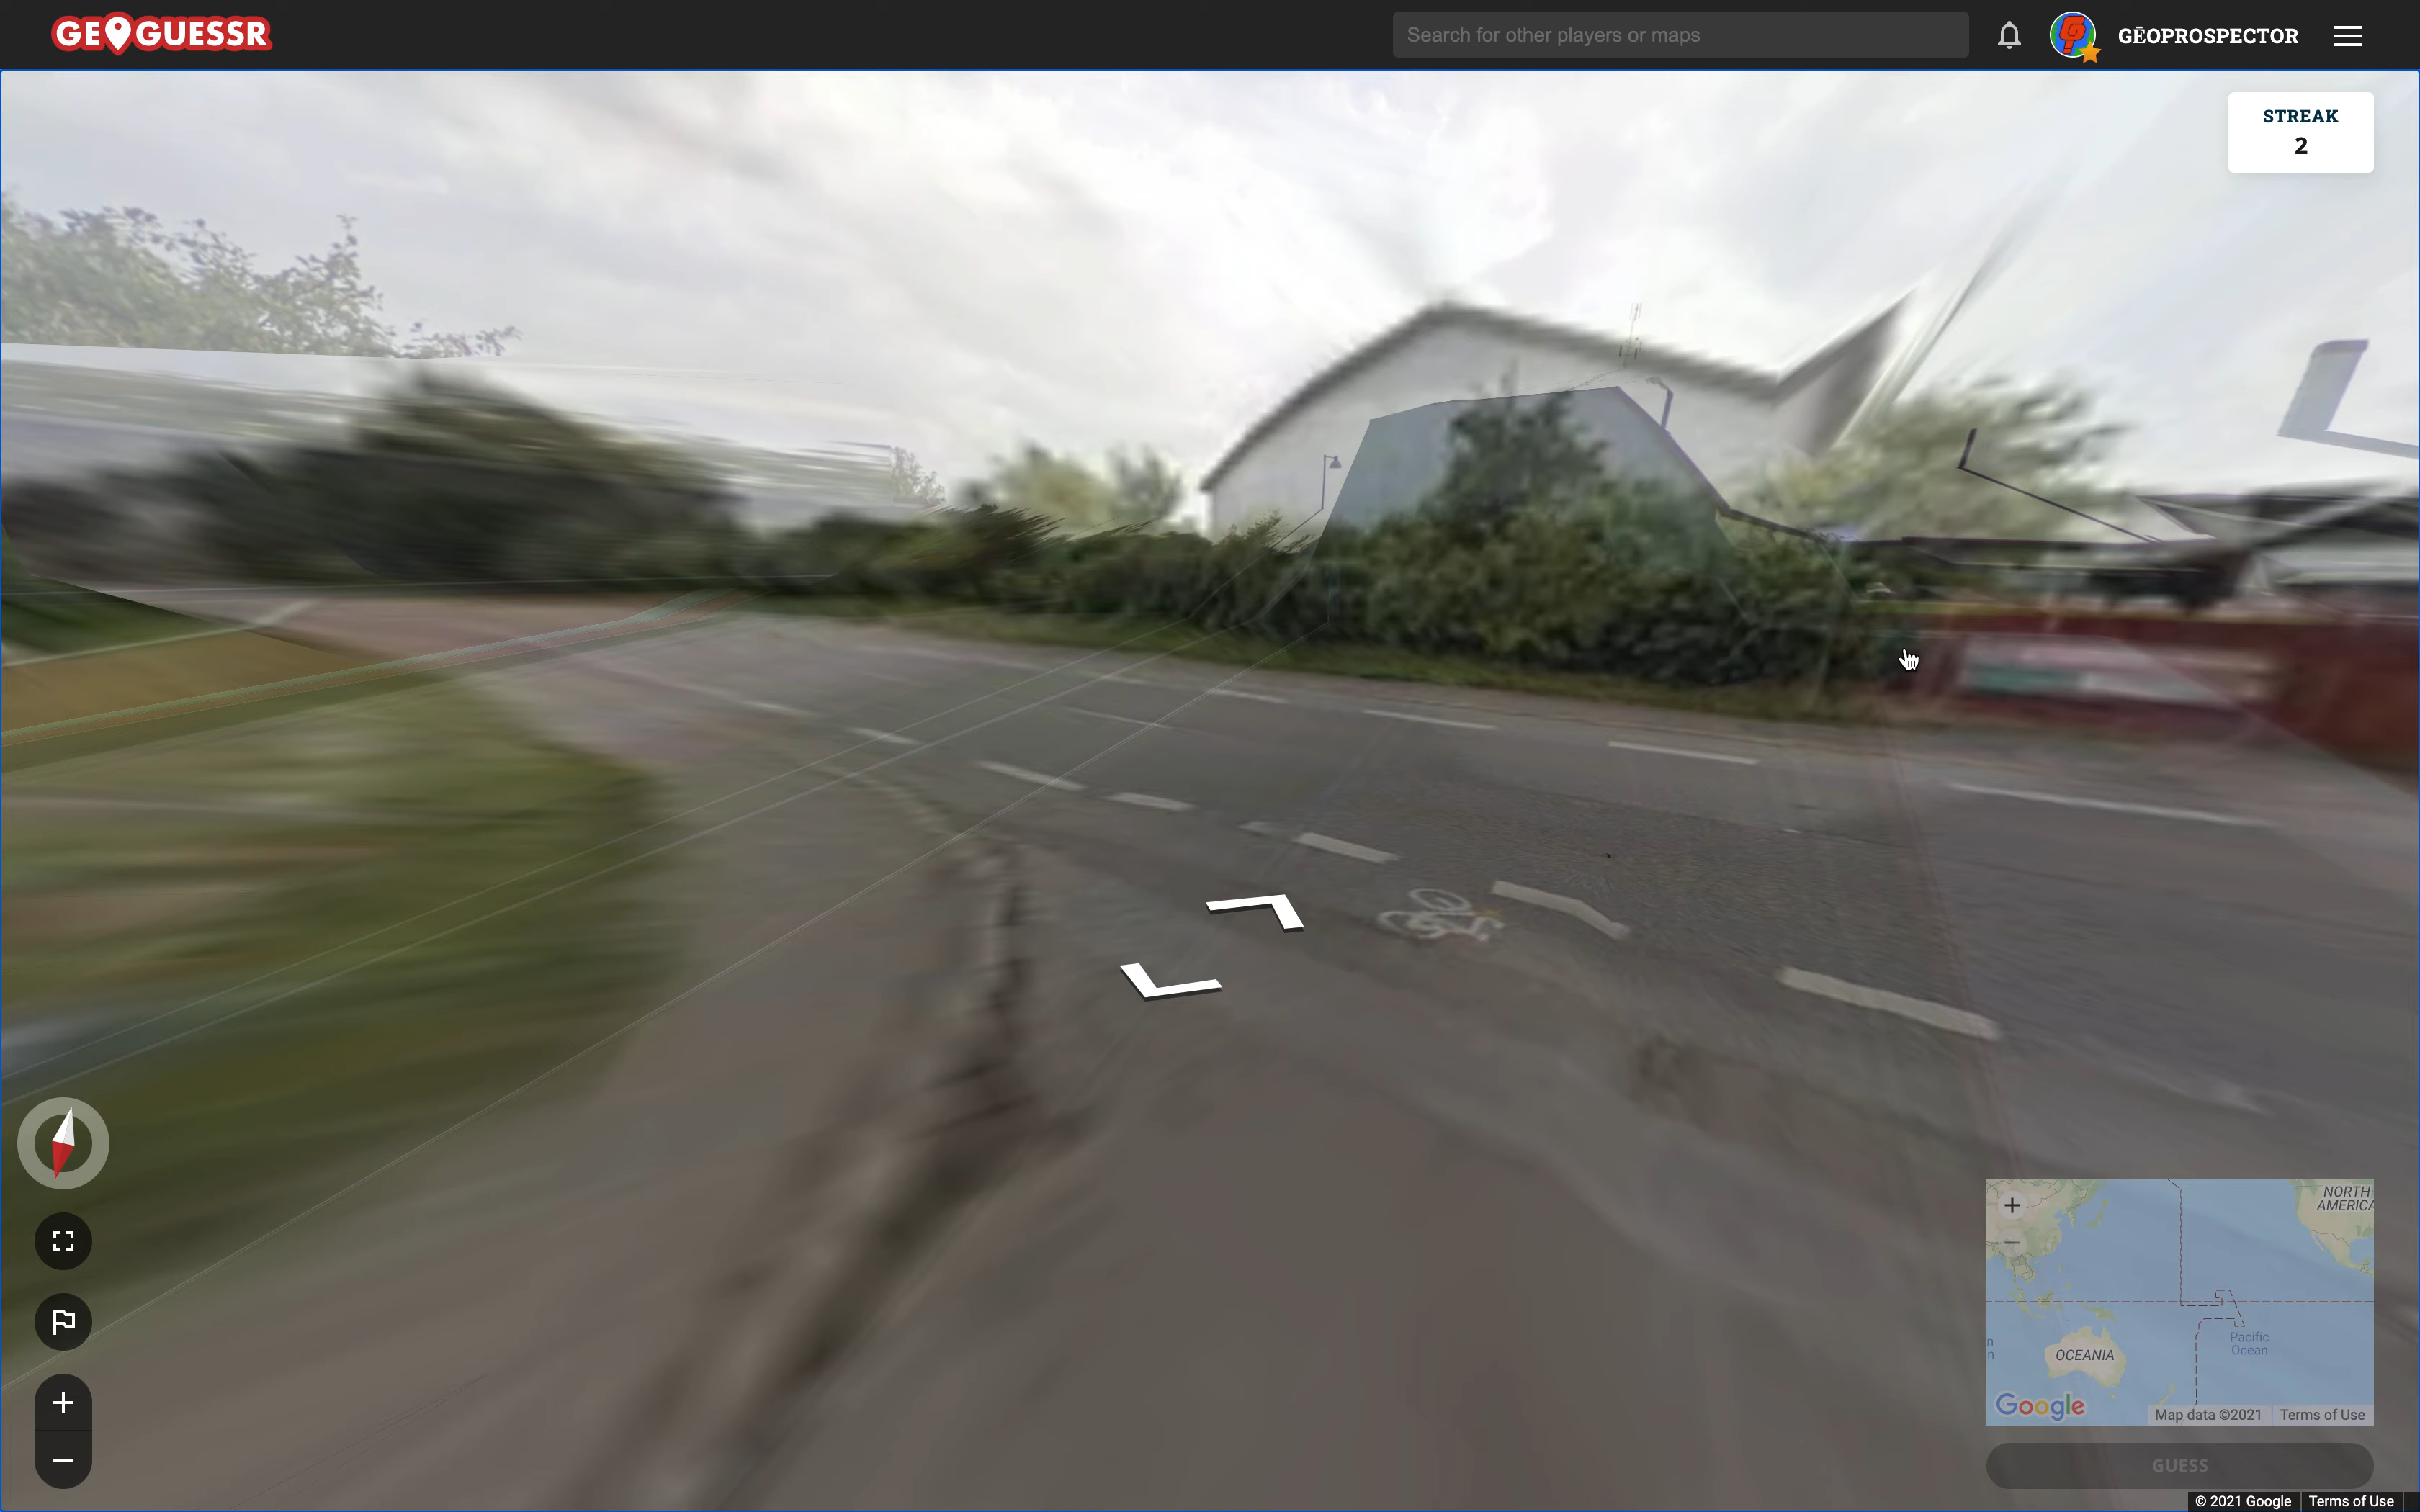 GEOGUESSR
Search for other players or maps
GĒOPROSPECTOR
STREAK
2
NORTH
AMERICA
Pacific
Ocean
OCEANIA
Google
Map data ©2021
Terms of Use
GUESS
© 2021 Google
Terms of Use